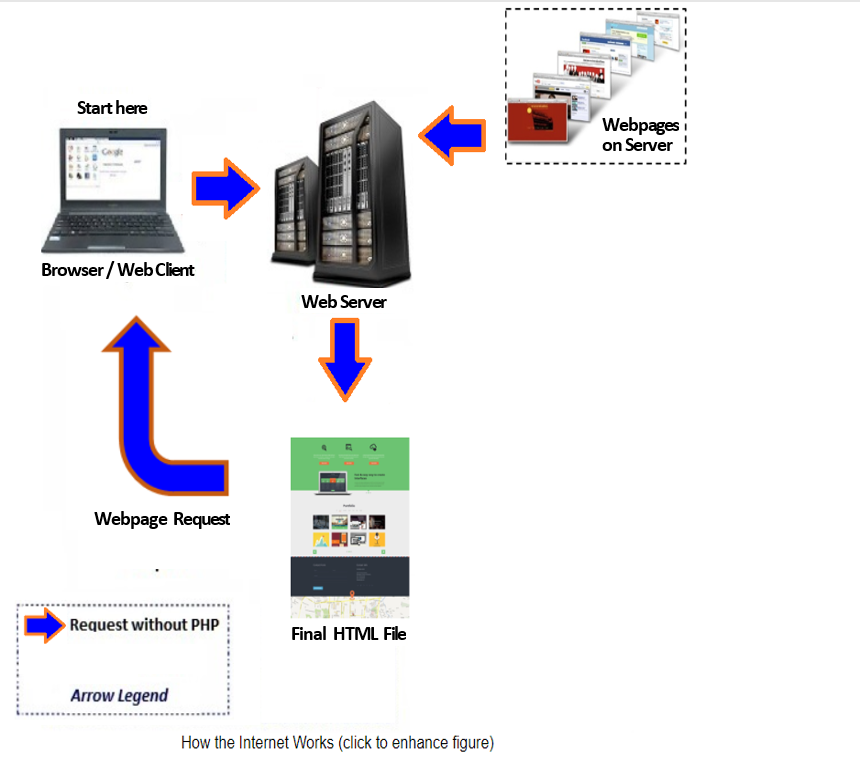 Start here
Google
Browser / Web Client
Web Server
Webpages
on Server
Webpage Request
Final HTML File
Request without PHP
Arrow Legend
How the Internet Works (click to enhance figure)